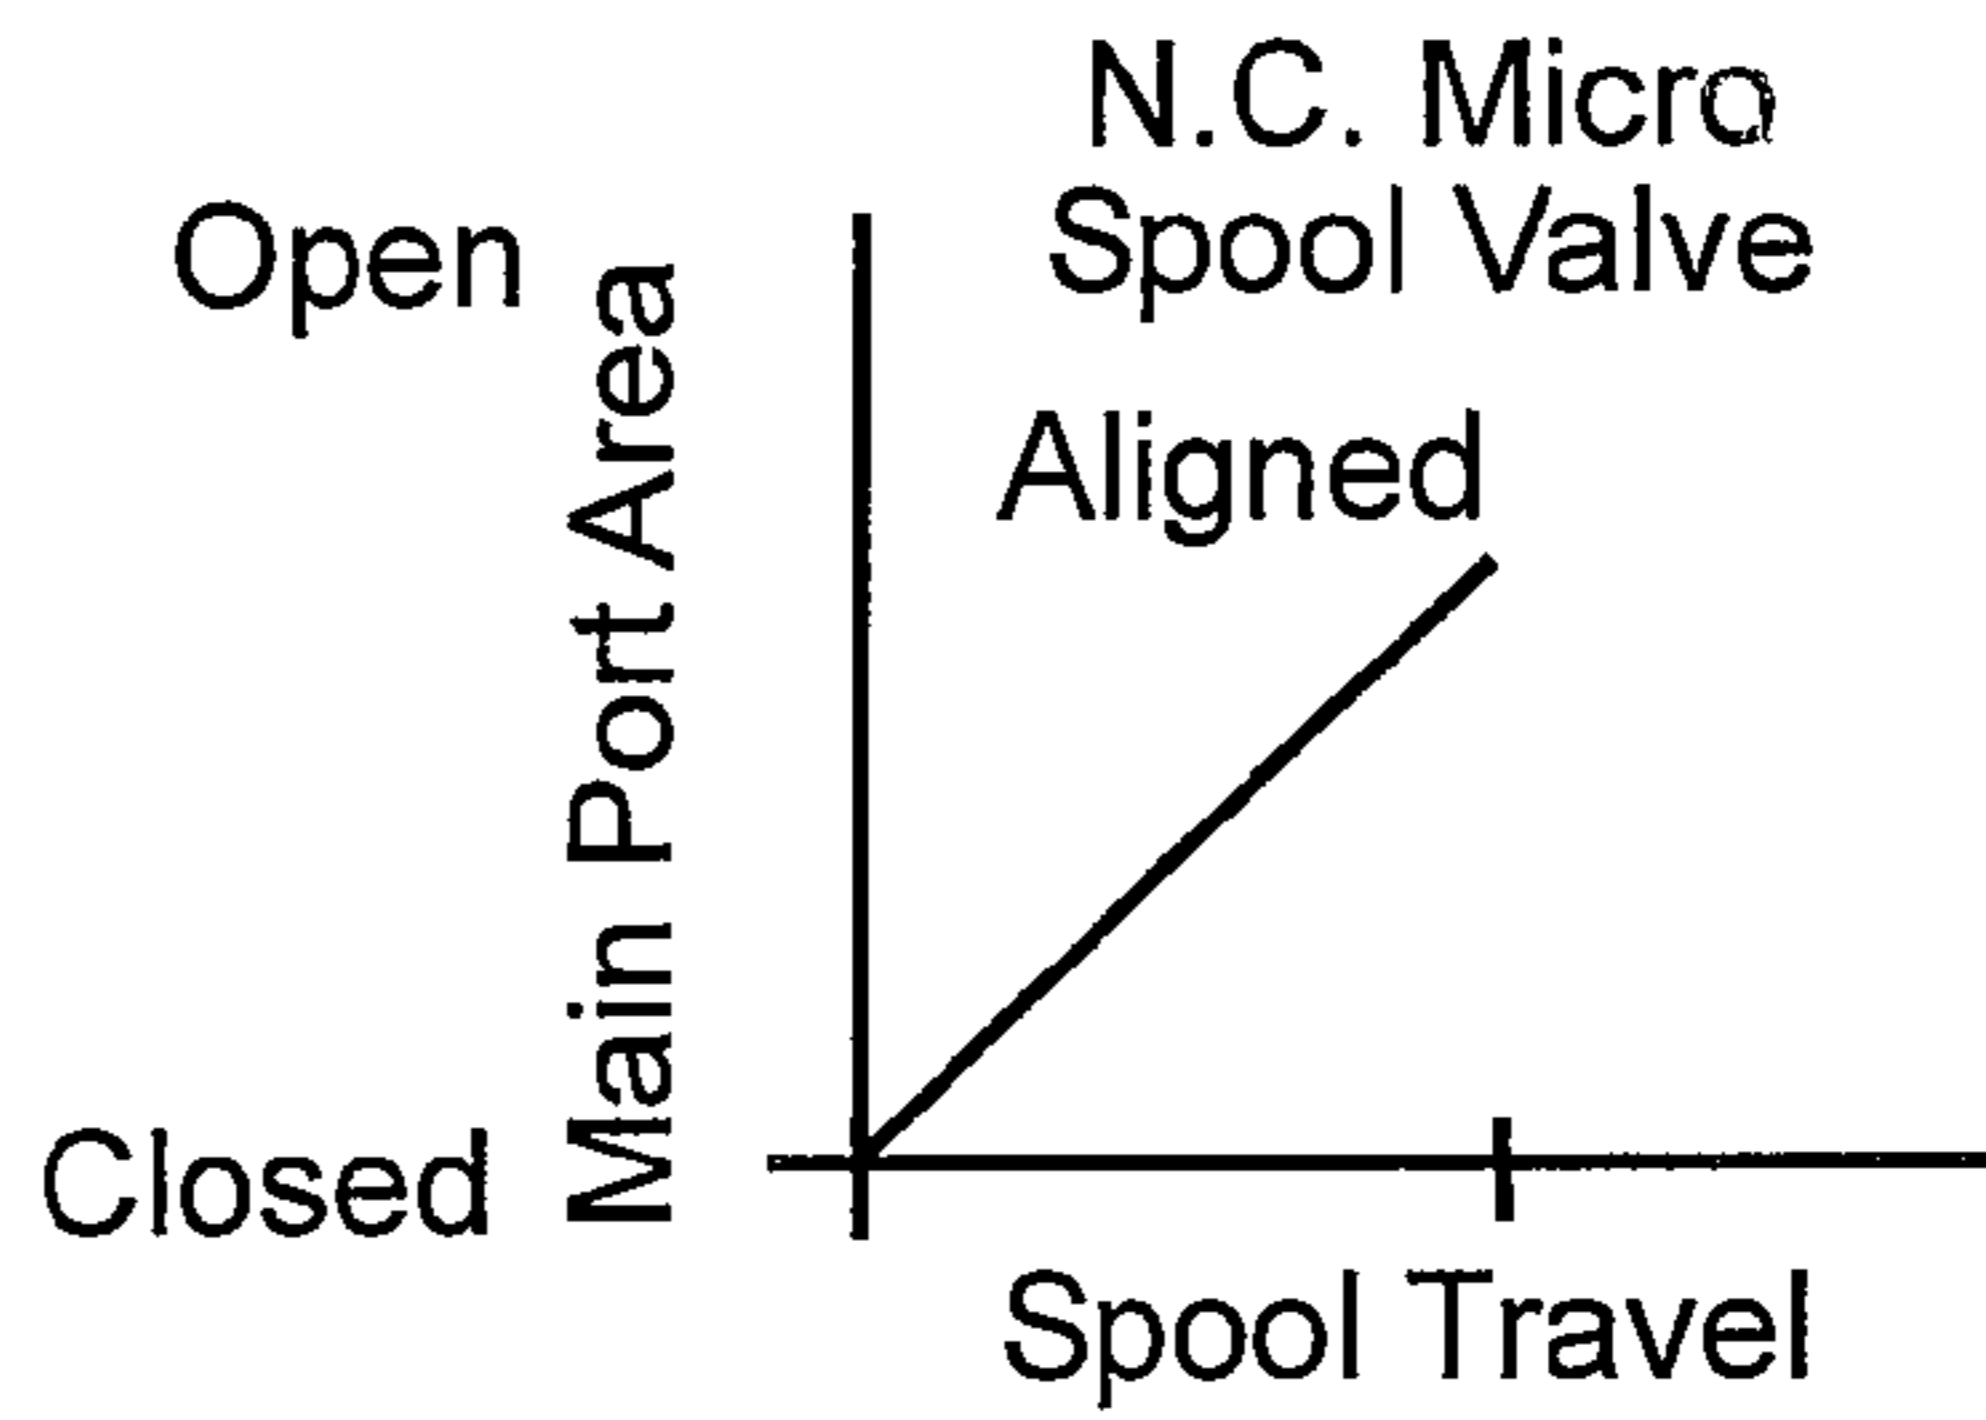 N.C. Micro
Spool Valve
Open
Main Port Area
Aligned
Closed
Spool Travel